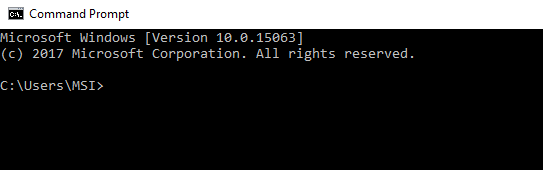 Command Prompt
Microsoft Windows [Version 10.0.15063]
(c) 2017 Microsoft Corporation. All rights reserved.
C:\Users\MSI>